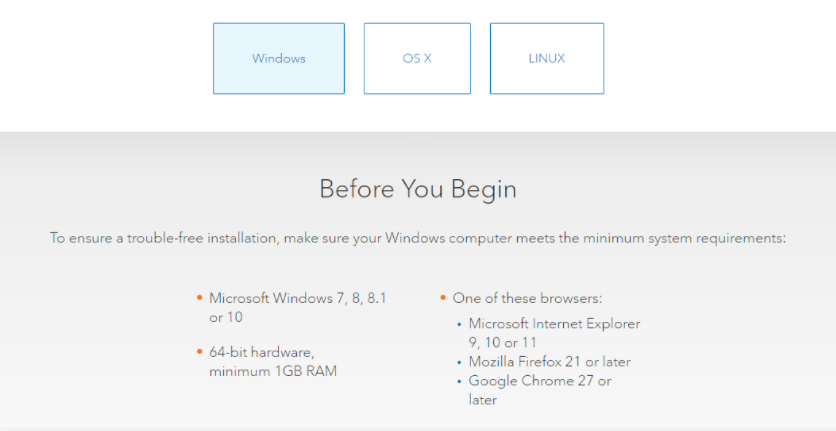 Windows
OS X
LINUX
Before You Begin
To ensure a trouble-free installation, make sure your Windows computer meets the minimum system requirements:
Microsoft Windows 7, 8, 8.1
or 10
64-bit hardware,
minimum 1GB RAM
One of these browsers:
Microsoft Internet Explorer
9, 10 or 11
Mozilla Firefox 21 or later
Google Chrome 27 or
later